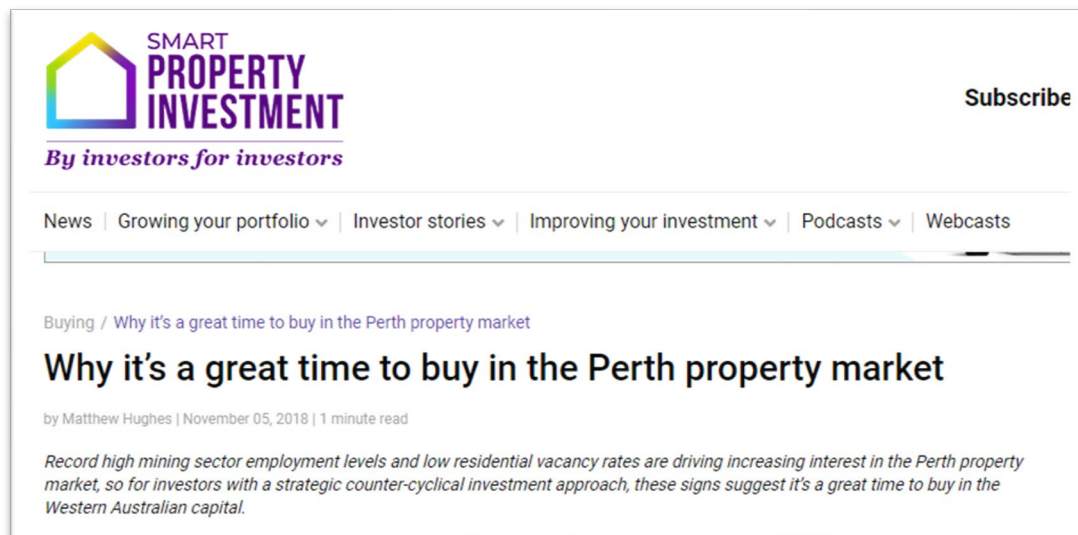 SMART
PROPERTY
INVESTMENT
By investors for investors
Subscribe
News | Growing your portfolio | Investor stories | Improving your investment | Podcasts | Webcasts
Buying / Why it's a great time to buy in the Perth property market
Why it's a great time to buy in the Perth property market
by Matthew Hughes | November 05, 2018 | 1 minute read
Record high mining sector employment levels and low residential vacancy rates are driving increasing interest in the Perth property
market, so for investors with a strategic counter-cyclical investment approach, these signs suggest it's a great time to buy in the
Western Australian capital.